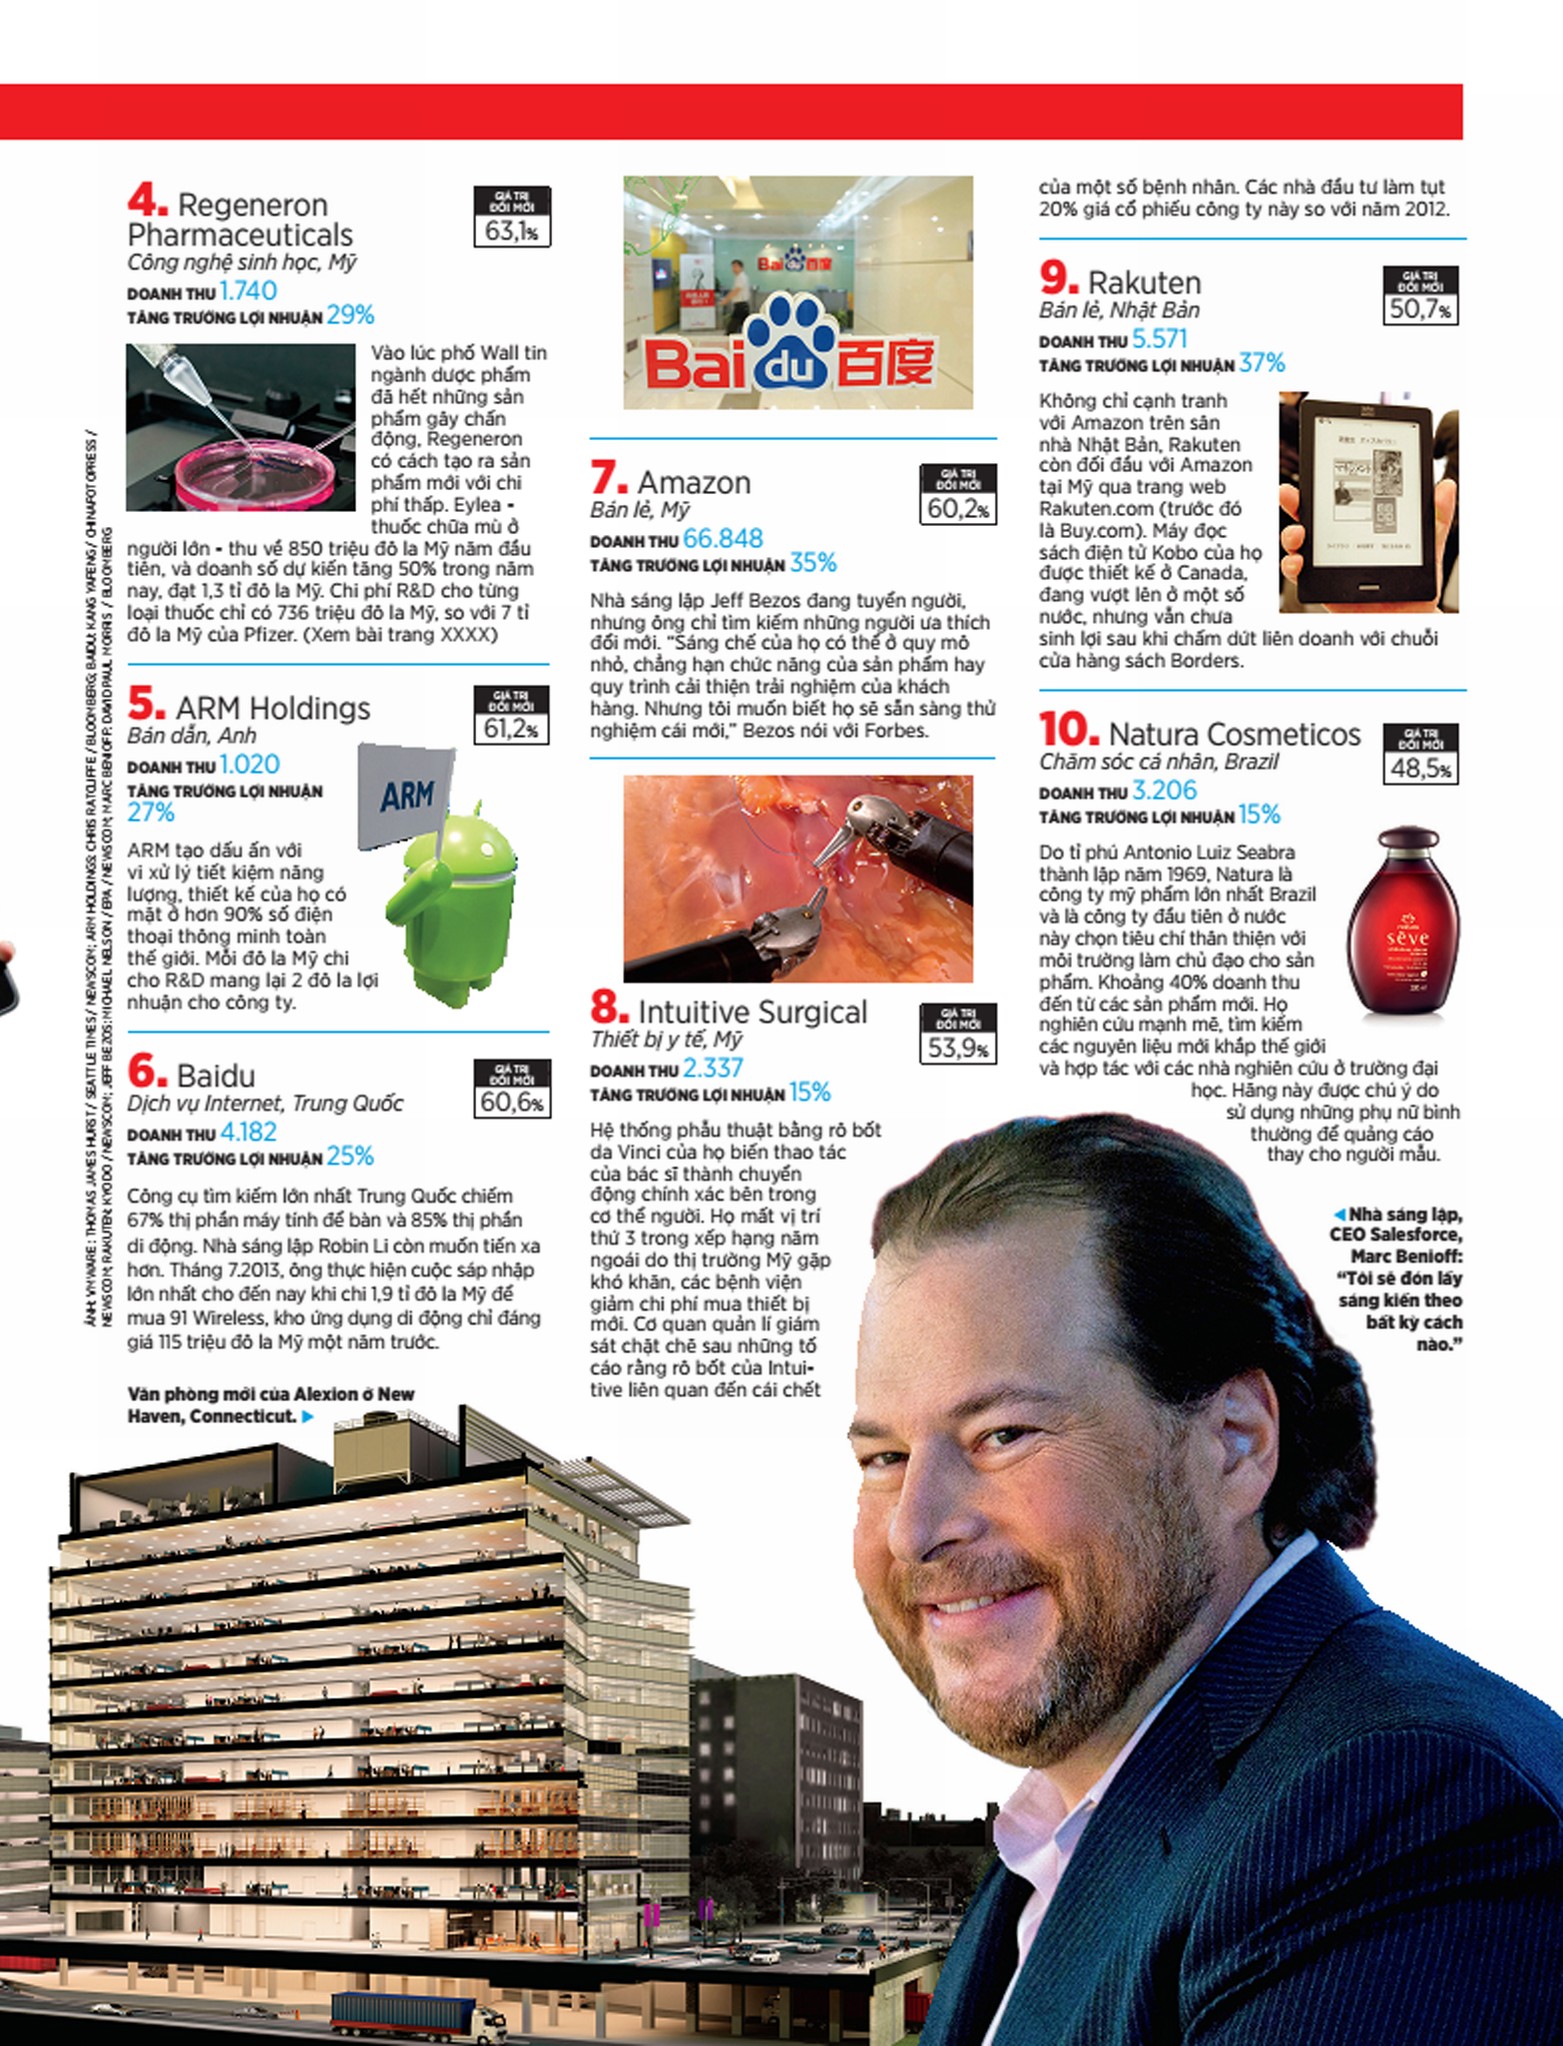 4. Regeneron
Pharmaceuticals
Công nghệ sinh học, Mỹ
GIÁ TRỊ
ĐỔI MỚI
63,1%
DOANH THU 1.740
TĂNG TRƯỞNG LỢI NHUẬN 29%
Vào lúc phố Wall tin
ngành dược phẩm
đã hết những sản
phẩm gây chấn
động, Regeneron
có cách tạo ra sản
phẩm mới với chi
phí thấp. Eylea -
thuốc chữa mù ở
người lớn - thu về 850 triệu đô la Mỹ năm đầu
tiên, và doanh số dự kiến tăng 50% trong năm
nay, đạt 1,3 tỉ đô la Mỹ. Chi phí R&D cho từng
loại thuốc chỉ có 736 triệu đô la Mỹ, so với 7 tỉ
đô la Mỹ của Pfizer. (Xem bài trang XXXX)
5. ARM Holdings
Bán dẫn, Anh
GIÁ TRỊ
ĐỔI MỚI
61,2%
DOANH THU 1.020
TĂNG TRƯỞNG LỢI NHUẬN
27%
ARM
ARM tạo dấu ấn với
vi xử lý tiết kiệm năng
lượng, thiết kế của họ có
mặt ở hơn 90% số điện
thoại thông minh toàn
thế giới. Mỗi đô la Mỹ chi
cho R&D mang lại 2 đô la lợi
nhuận cho công ty.
6. Baidu
Dịch vụ Internet, Trung Quốc
GIÁ TRỊ
ĐỔI MỚI
60,6%
DOANH THU 4.182
TĂNG TRƯỞNG LỢI NHUẬN 25%
Công cụ tìm kiếm lớn nhất Trung Quốc chiếm
67% thị phần máy tính để bàn và 85% thị phần
di động. Nhà sáng lập Robin Li còn muốn tiến xa
hơn. Tháng 7.2013, ông thực hiện cuộc sáp nhập
lớn nhất cho đến nay khi chi 1,9 tỉ đô la Mỹ để
mua 91 Wireless, kho ứng dụng di động chỉ đáng
giá 115 triệu đô la Mỹ một năm trước.
Văn phòng mới của Alexion ở New
Haven, Connecticut.
ẢNH: VMWARE : THOMAS JAMES HURST / SEATTLE TIMES / NEWSCOM; ARM HOLDINGS: CHRIS RATCLIFFE / BLOOMBERG; BAIDU: KANG YAFENG / CHINAFOTOPRESS /
NEWSCOM; RAKUTEN: KYODO / NEWSCOM; JEFF BEZOS: MICHAEL NELSON / EPA / NEWSCOM; MARC BENIOFF: DAVID PAUL MORRIS / BLOOMBERG
Bai du 百度
Bai du 百度
7. Amazon
Bán lẻ, Mỹ
GIÁ TRỊ
ĐỔI MỚI
60,2%
DOANH THU 66.848
TĂNG TRƯỞNG LỢI NHUẬN 35%
Nhà sáng lập Jeff Bezos đang tuyển người,
nhưng ông chỉ tìm kiếm những người ưa thích
đổi mới. “Sáng chế của họ có thể ở quy mô
nhỏ, chẳng hạn chức năng của sản phẩm hay
quy trình cải thiện trải nghiệm của khách
hàng. Nhưng tôi muốn biết họ sẽ sẵn sàng thử
nghiệm cái mới,” Bezos nói với Forbes.
8. Intuitive Surgical
Thiết bị y tế, Mỹ
GIÁ TRỊ
ĐỔI MỚI
53,9%
DOANH THU 2.337
TĂNG TRƯỞNG LỢI NHUẬN 15%
Hệ thống phẫu thuật bằng rô bốt
da Vinci của họ biến thao tác
của bác sĩ thành chuyển
động chính xác bên trong
cơ thể người. Họ mất vị trí
thứ 3 trong xếp hạng năm
ngoái do thị trường Mỹ gặp
khó khăn, các bệnh viện
giảm chi phí mua thiết bị
mới. Cơ quan quản lí giám
sát chặt chẽ sau những tố
cáo rằng rô bốt của Intui-
tive liên quan đến cái chết
của một số bệnh nhân. Các nhà đầu tư làm tụt
20% giá cổ phiếu công ty này so với năm 2012.
9. Rakuten
Bán lẻ, Nhật Bản
GIÁ TRỊ
ĐỔI MỚI
50,7%
DOANH THU 5.571
TĂNG TRƯỞNG LỢI NHUẬN 37%
Không chỉ cạnh tranh
với Amazon trên sân
nhà Nhật Bản, Rakuten
còn đối đầu với Amazon
tại Mỹ qua trang web
Rakuten.com (trước đó
là Buy.com). Máy đọc
sách điện tử Kobo của họ
được thiết kế ở Canada,
đang vượt lên ở một số
nước, nhưng vẫn chưa
sinh lợi sau khi chấm dứt liên doanh với chuỗi
cửa hàng sách Borders.
10. Natura Cosmeticos
Chăm sóc cá nhân, Brazil
GIÁ TRỊ
ĐỔI MỚI
48,5%
DOANH THU 3.206
TĂNG TRƯỞNG LỢI NHUẬN 15%
Do tỉ phú Antonio Luiz Seabra
thành lập năm 1969, Natura là
công ty mỹ phẩm lớn nhất Brazil
và là công ty đầu tiên ở nước
này chọn tiêu chí thân thiện với
môi trường làm chủ đạo cho sản
phẩm. Khoảng 40% doanh thu
đến từ các sản phẩm mới. Họ
nghiên cứu mạnh mẽ, tìm kiếm
các nguyên liệu mới khắp thế giới
và hợp tác với các nhà nghiên cứu ở trường đại
học. Hãng này được chú ý do
sử dụng những phụ nữ bình
thường để quảng cáo
thay cho người mẫu.
natura
sève
Nhà sáng lập,
CEO Salesforce,
Marc Benioff:
“Tôi sẽ đón lấy
sáng kiến theo
bất kỳ cách
nào.”